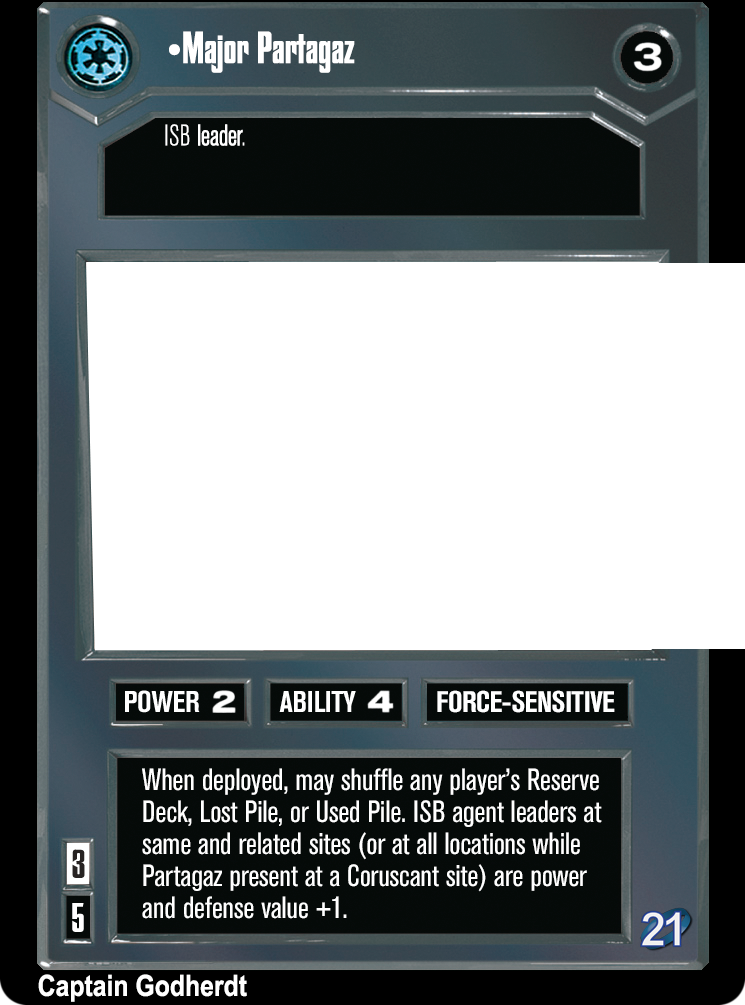 •Major Partagaz
3
ISB leader.
POWER 2
ABILITY 4
FORCE-SENSITIVE
When deployed, may shuffle any player’s Reserve
Deck, Lost Pile, or Used Pile. ISB agent leaders at
same and related sites (or at all locations while
Partagaz present at a Coruscant site) are power
and defense value +1.
3
5
21
Captain Godherdt